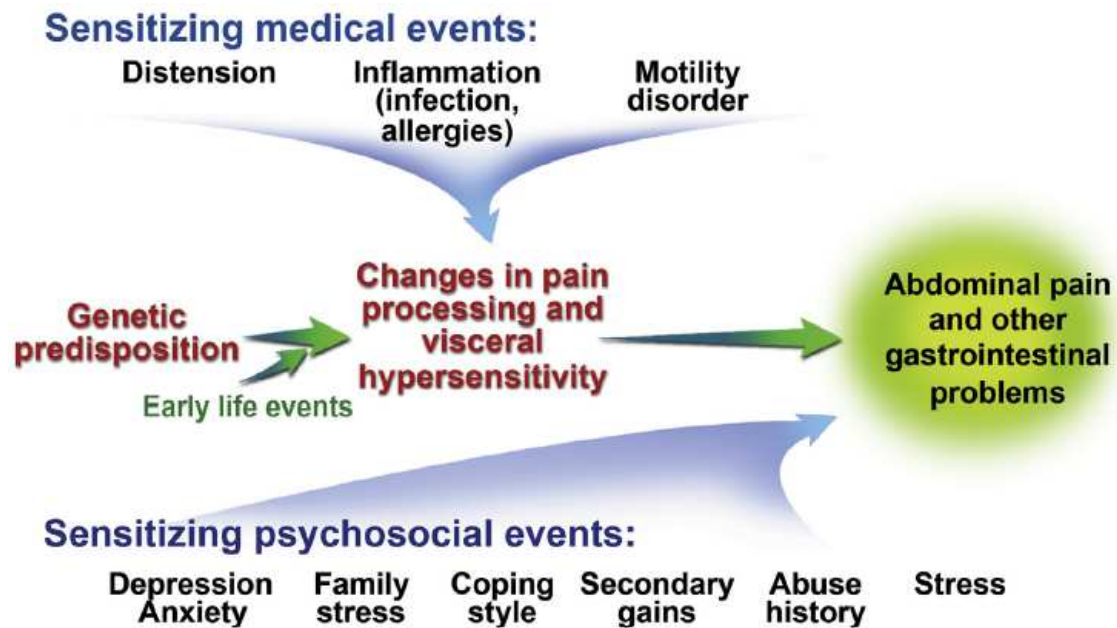 Sensitizing medical events:
Distension
Inflammation
(infection,
allergies)
Motility
disorder
Genetic
predisposition
Early life events
Changes in pain
processing and
visceral
hypersensitivity
Abdominal pain
and other
gastrointestinal
problems
Sensitizing psychosocial events:
Depression
Anxiety
Family
stress
Coping
style
Secondary
gains
Abuse
history
Stress